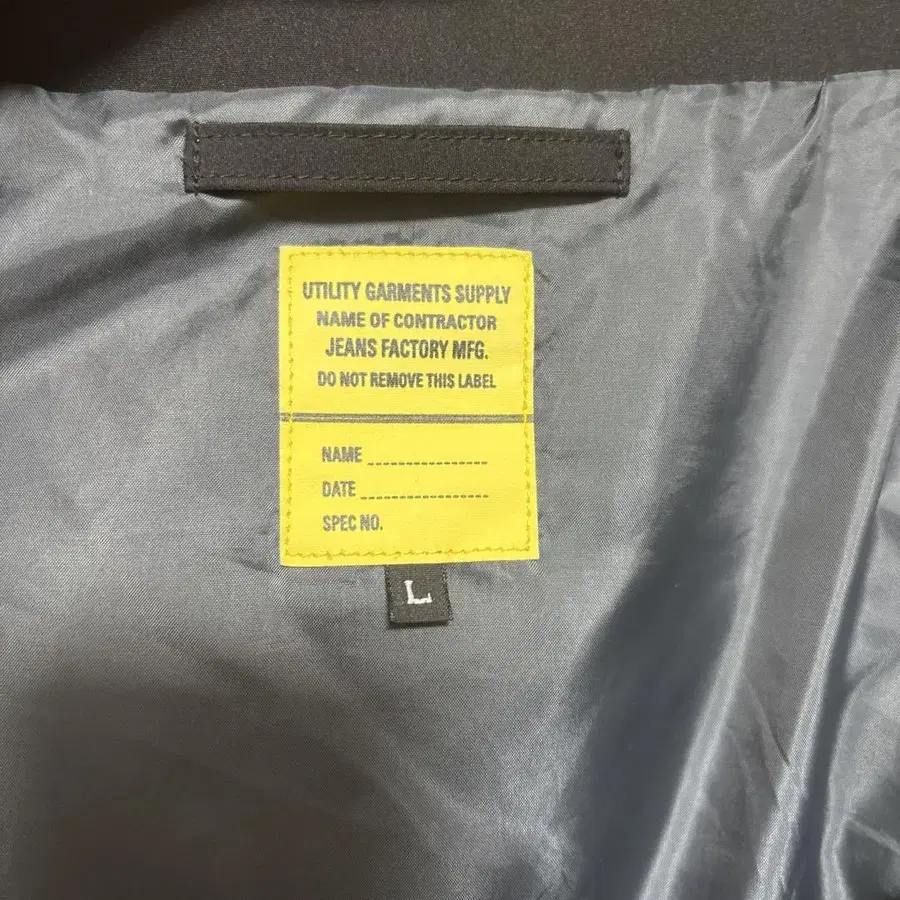 UTILITY GARMENTS SUPPLY
NAME OF CONTRACTOR
JEANS FACTORY MFG.
DO NOT REMOVE THIS LABEL
NAME
DATE
SPEC NO.
L